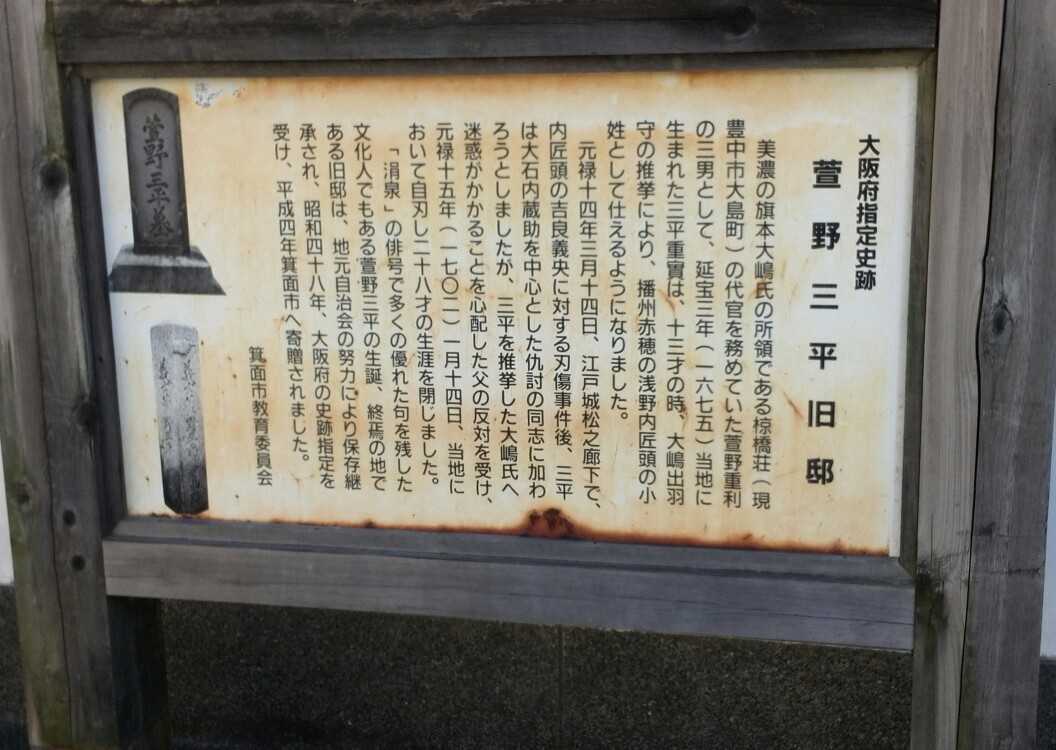 大阪府指定史跡
萱野三平旧邸
美濃の旗本大嶋氏の所領である椋橋荘（現
豊中市大島町）の代官を務めていた萱野重利
の三男として、延宝三年（一六七五）当地に
生まれた三平重實は、十三才の時、大嶋出羽
守の推挙により、播州赤穂の浅野内匠頭の小
姓として仕えるようになりました。
元禄十四年三月十四日、江戸城松之廊下で、
内匠頭の吉良義央に対する刃傷事件後、三平
は大石内蔵助を中心とした仇討の同志に加わ
ろうとしましたが、三平を推挙した大嶋氏へ
迷惑がかかることを心配した父の反対を受け、
元禄十五年（一七〇二）一月十四日、当地に
おいて自刃し二十八才の生涯を閉じました。
「涓泉」の俳号で多くの優れた句を残した
文化人でもある萱野三平の生誕、終焉の地で
ある旧邸は、地元自治会の努力により保存継
承され、昭和四十八年、大阪府の史跡指定を
受け、平成四年箕面市へ寄贈されました。
箕面市教育委員会
萱野三平墓